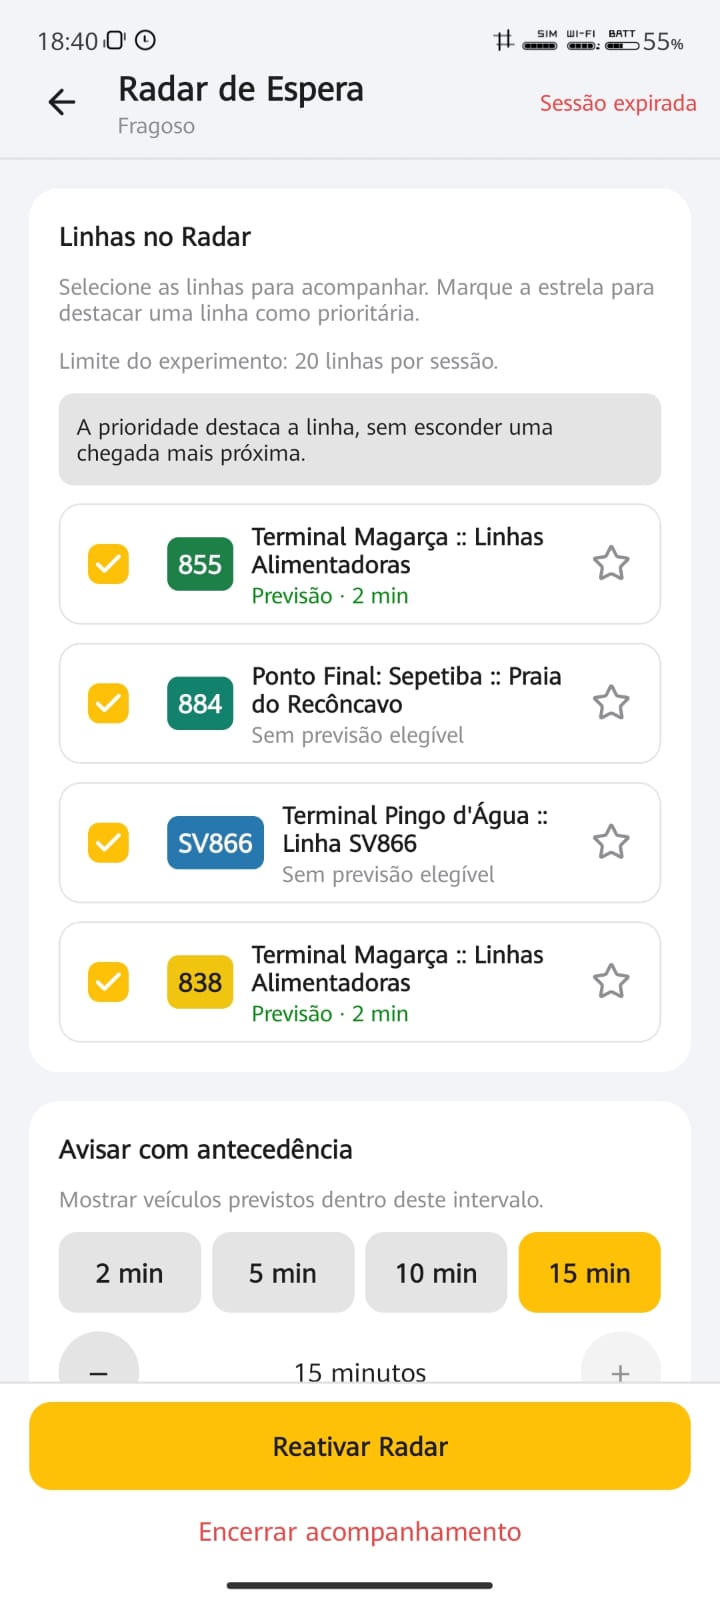 18:40
SIM WI-FI BATT 55%
Radar de Espera
Fragoso
Sessão expirada
Linhas no Radar
Selecione as linhas para acompanhar. Marque a estrela para
destacar uma linha como prioritária.
Limite do experimento: 20 linhas por sessão.
A prioridade destaca a linha, sem esconder uma
chegada mais próxima.
855
Terminal Magarça :: Linhas
Alimentadoras
Previsão · 2 min
884
Ponto Final: Sepetiba :: Praia
do Recôncavo
Sem previsão elegível
SV866
Terminal Pingo d'Água ::
Linha SV866
Sem previsão elegível
838
Terminal Magarça :: Linhas
Alimentadoras
Previsão · 2 min
Avisar com antecedência
Mostrar veículos previstos dentro deste intervalo.
2 min 5 min 10 min 15 min
− 15 minutos +
Reativar Radar
Encerrar acompanhamento